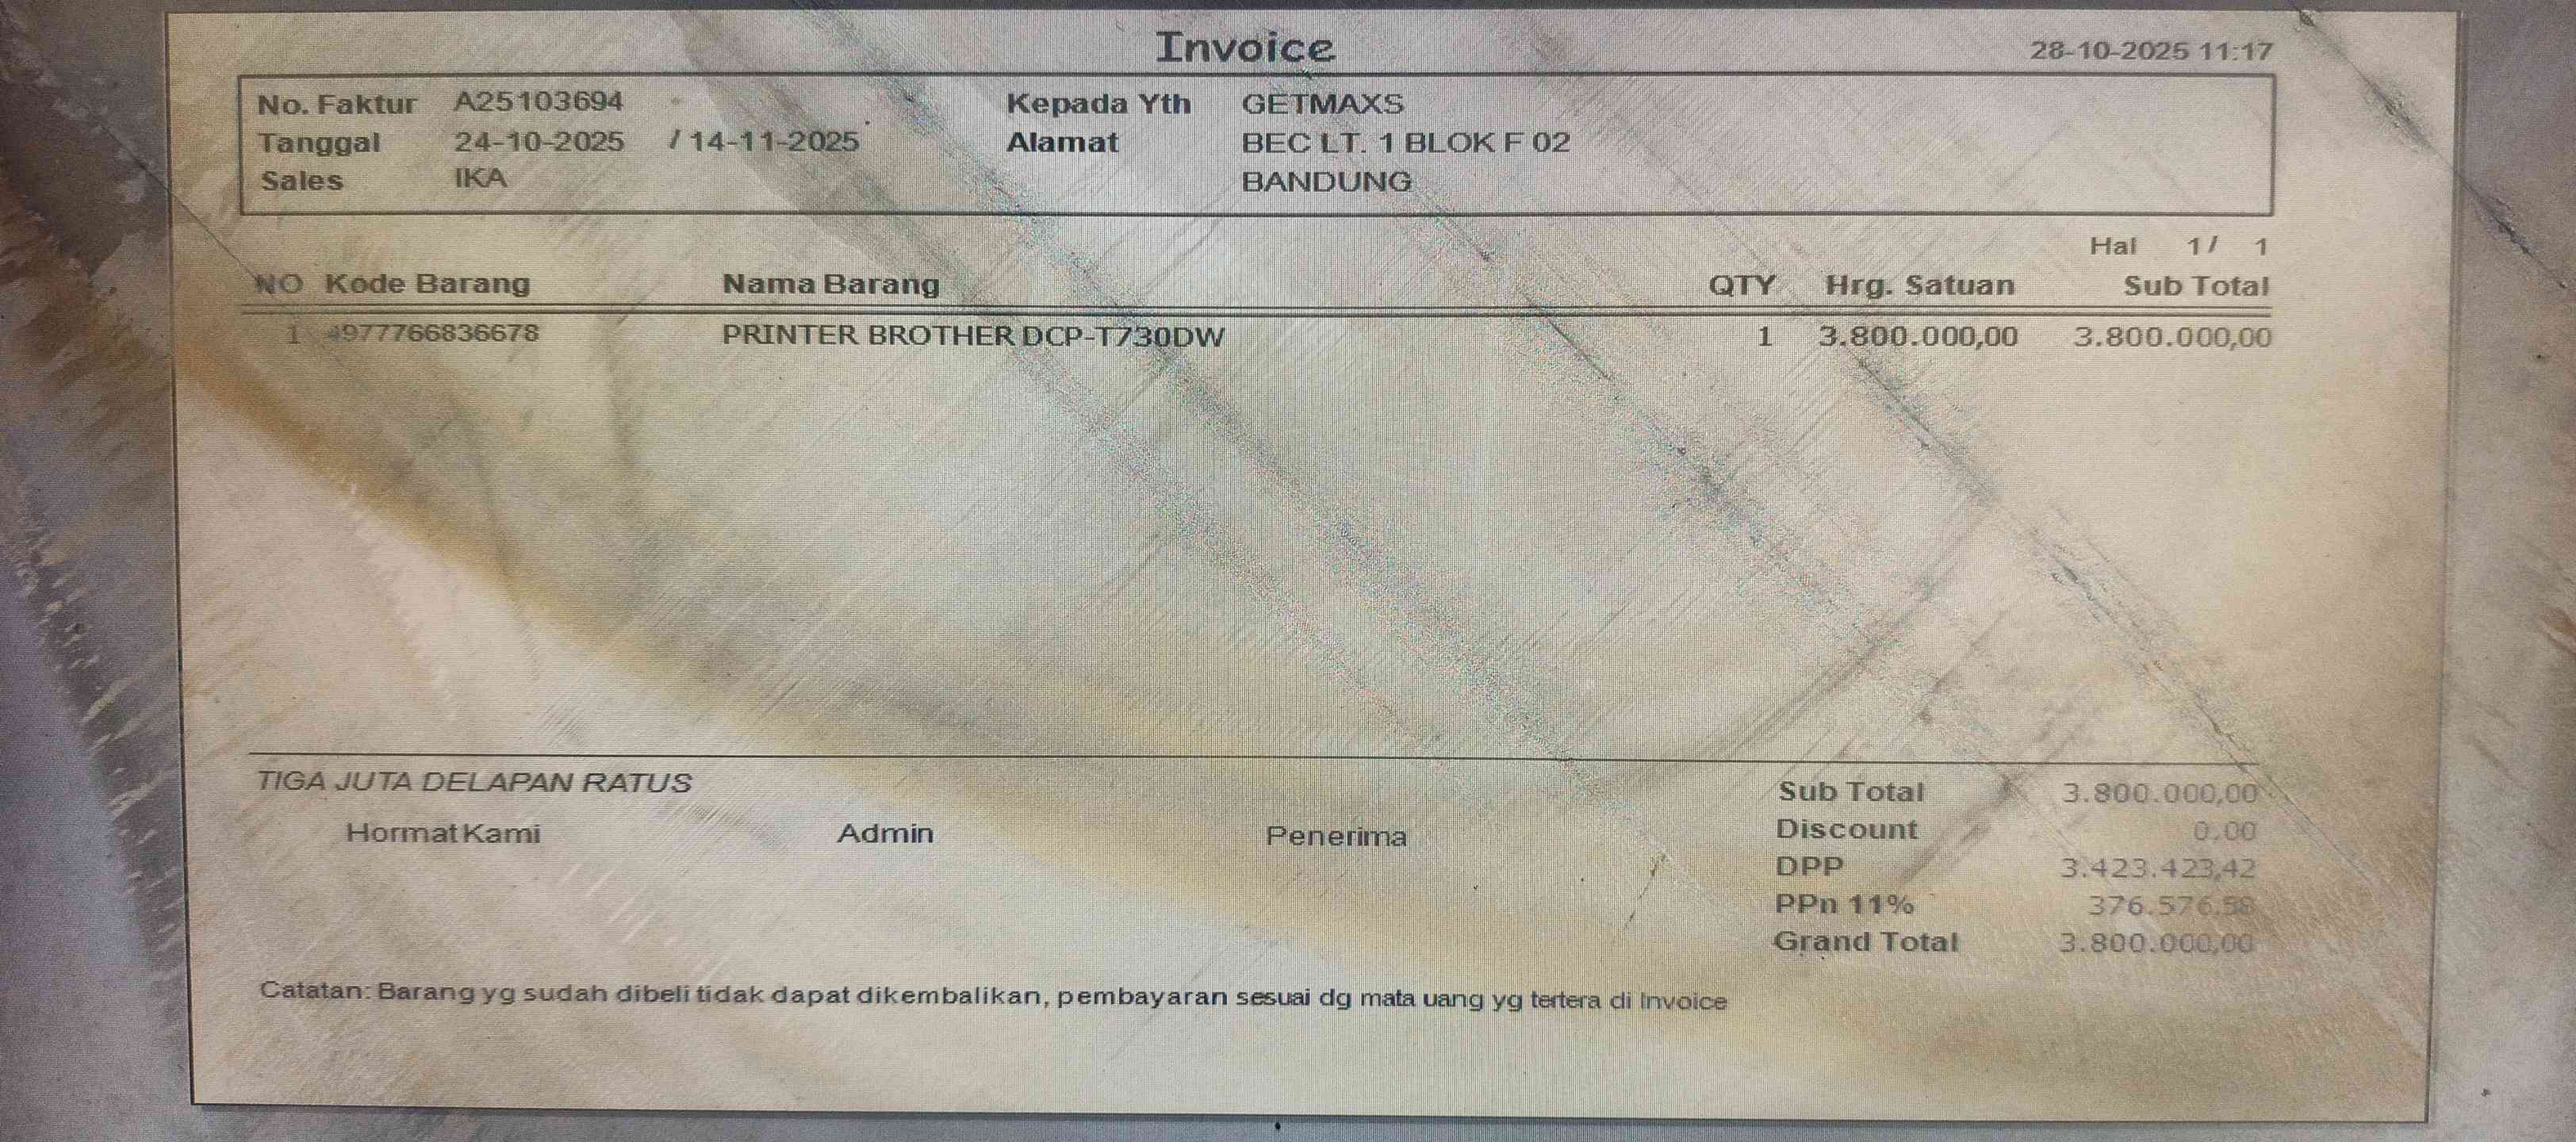 Invoice 28-10-2025 11:17
No. Faktur A25103694 Kepada Yth GETMAXS
Tanggal 24-10-2025 / 14-11-2025 Alamat BEC LT. 1 BLOK F 02
Sales IKA BANDUNG
Hal 1 / 1
NO Kode Barang Nama Barang QTY Hrg. Satuan Sub Total
1 4977766836678 PRINTER BROTHER DCP-T730DW 1 3.800.000,00 3.800.000,00
TIGA JUTA DELAPAN RATUS
Sub Total 3.800.000,00
Hormat Kami Admin Penerima
Discount 0,00
DPP 3.423.423,42
PPn 11% 376.576,58
Grand Total 3.800.000,00
Catatan: Barang yg sudah dibeli tidak dapat dikembalikan, pembayaran sesuai dg mata uang yg tertera di Invoice